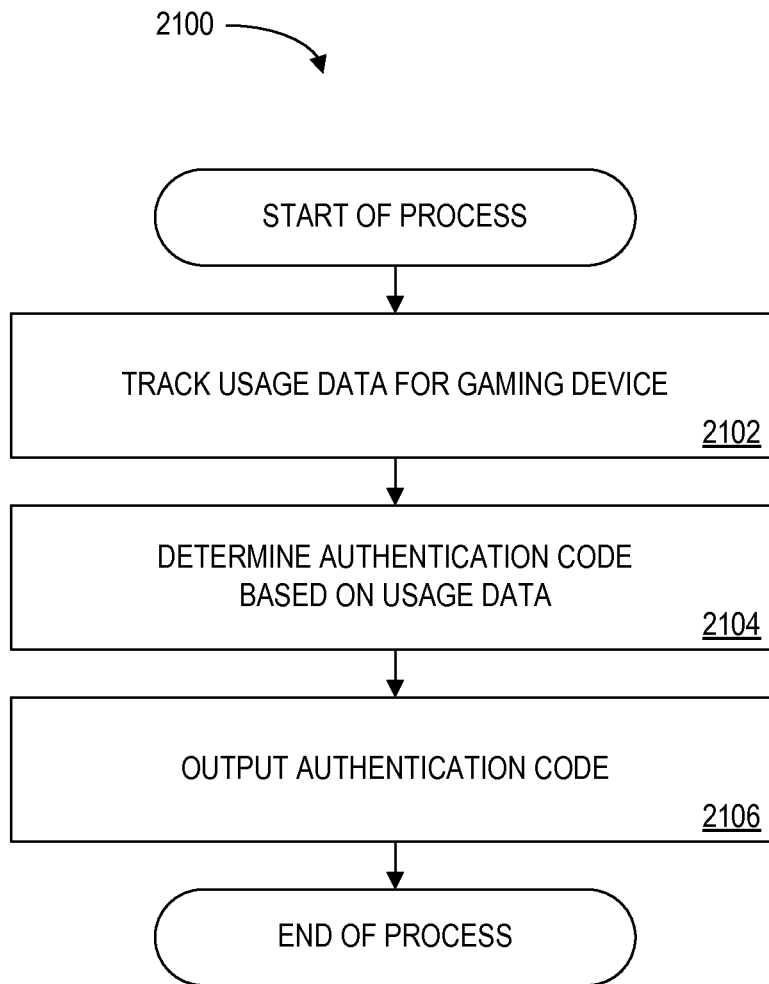 2100
START OF PROCESS
TRACK USAGE DATA FOR GAMING DEVICE
2102
DETERMINE AUTHENTICATION CODE
BASED ON USAGE DATA
2104
OUTPUT AUTHENTICATION CODE
2106
END OF PROCESS